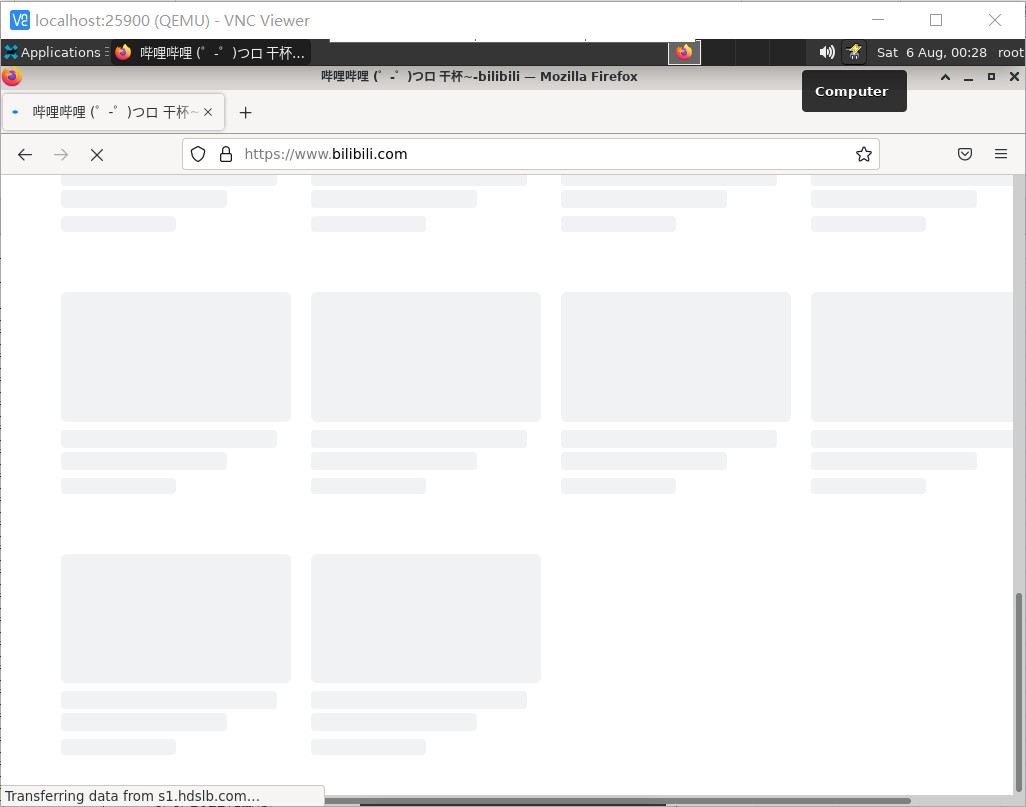 localhost:25900 (QEMU) - VNC Viewer
Applications 哔哩哔哩 (゜-゜)つロ 干杯... Sat 6 Aug, 00:28 root
哔哩哔哩 (゜-゜)つロ 干杯~-bilibili — Mozilla Firefox
Computer
哔哩哔哩 (゜-゜)つロ 干杯~
https://www.bilibili.com
Transferring data from s1.hdslb.com…